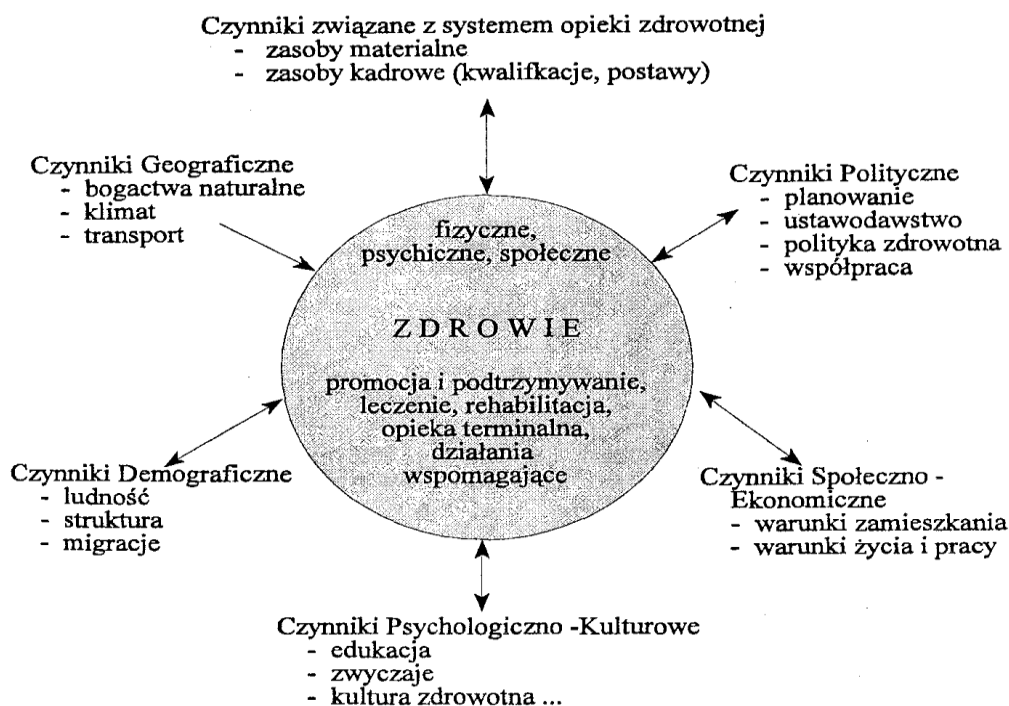 Czynniki związane z systemem opieki zdrowotnej
- zasoby materialne
- zasoby kadrowe (kwalifkacje, postawy)
Czynniki Geograficzne
- bogactwa naturalne
- klimat
- transport
Czynniki Polityczne
- planowanie
- ustawodawstwo
- polityka zdrowotna
- współpraca
fizyczne,
psychiczne, społeczne
Z D R O W I E
promocja i podtrzymywanie,
leczenie, rehabilitacja,
opieka terminalna,
działania
wspomagające
Czynniki Demograficzne
- ludność
- struktura
- migracje
Czynniki Społeczno -
Ekonomiczne
- warunki zamieszkania
- warunki życia i pracy
Czynniki Psychologiczno -Kulturowe
- edukacja
- zwyczaje
- kultura zdrowotna ...